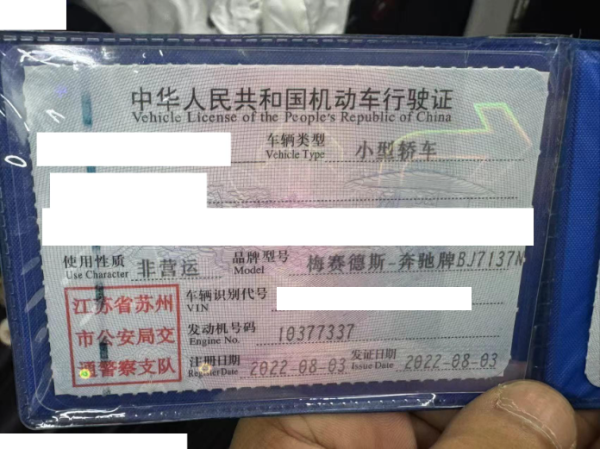 中华人民共和国机动车行驶证
Vehicle License of the People's Republic of China
车辆类型 小型轿车
Vehicle Type
使用性质 非营运
Use Character
品牌型号 梅赛德斯-奔驰牌BJ7137N
Model
江苏省苏州
市公安局交
通警察支队
车辆识别代号
VIN
发动机号码 10377337
Engine No.
注册日期 2022-08-03
Register Date
发证日期 2022-08-03
Issue Date